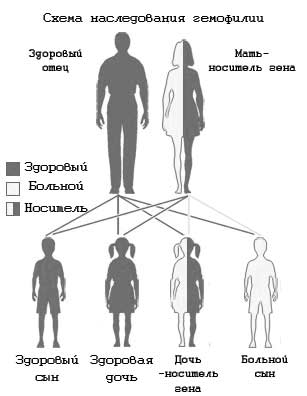 Схема наследования гемофилии
Здоровый
отец
Мать-
носитель гена
Здоровый
Больной
Носитель
Здоровый
сын
Здоровая
дочь
Дочь
-носитель
гена
Больной
сын